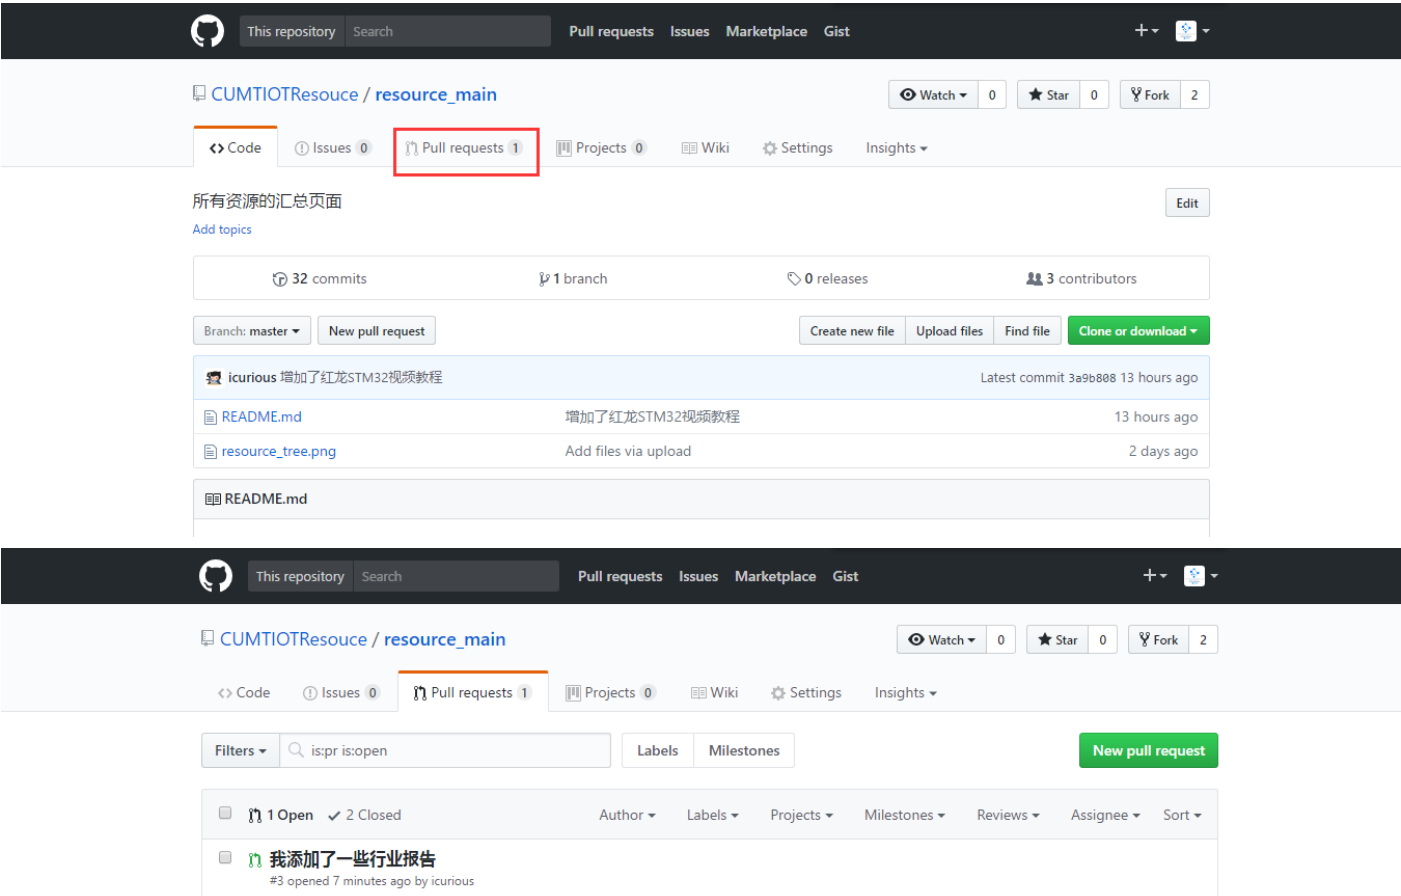 This repository Search Pull requests Issues Marketplace Gist
CUMTIOTResouce / resource_main Watch 0 Star 0 Fork 2
Code Issues 0 Pull requests 1 Projects 0 Wiki Settings Insights
所有资源的汇总页面 Edit
Add topics
32 commits 1 branch 0 releases 3 contributors
Branch: master New pull request Create new file Upload files Find file Clone or download
icurious 增加了红龙STM32视频教程 Latest commit 3a9b808 13 hours ago
README.md 增加了红龙STM32视频教程 13 hours ago
resource_tree.png Add files via upload 2 days ago
README.md
This repository Search Pull requests Issues Marketplace Gist
CUMTIOTResouce / resource_main Watch 0 Star 0 Fork 2
Code Issues 0 Pull requests 1 Projects 0 Wiki Settings Insights
Filters is:pr is:open Labels Milestones New pull request
1 Open 2 Closed Author Labels Projects Milestones Reviews Assignee Sort
我添加了一些行业报告
#3 opened 7 minutes ago by icurious